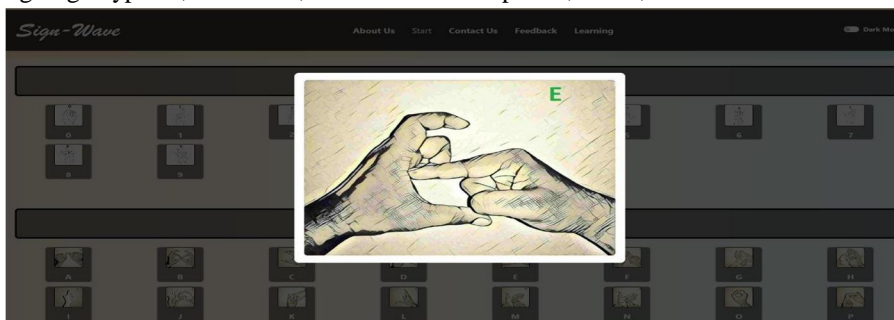 Sign-Wave About Us Start Contact Us Feedback Learning Dark Mo
E
0 1 2 6 7
8 9
A B C D E F G H
I J K L M N O P